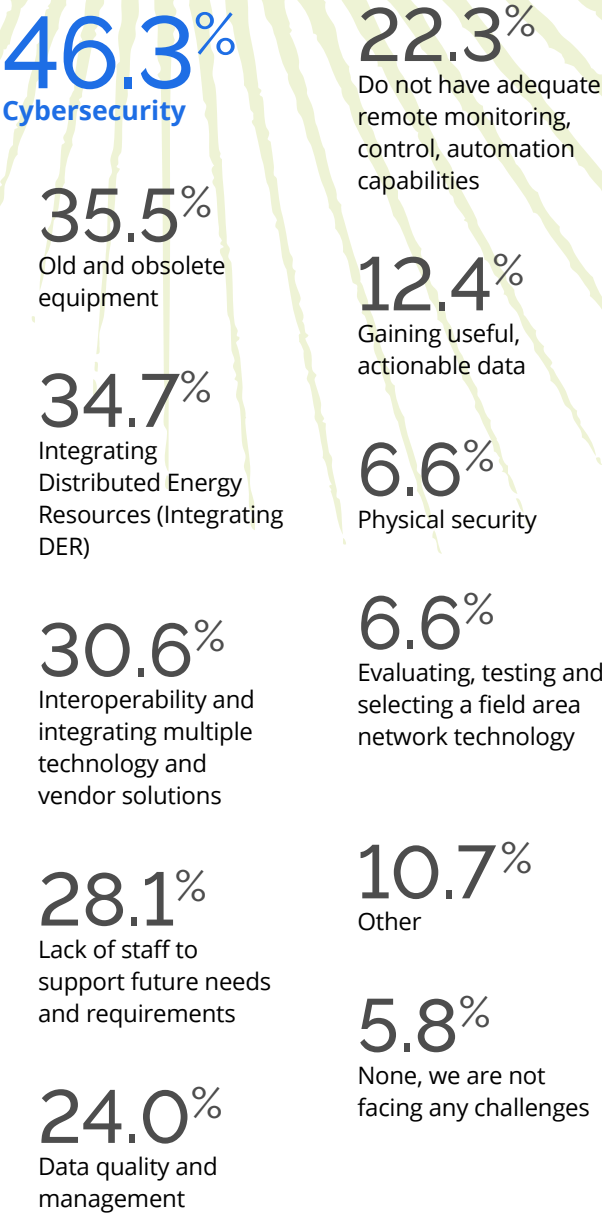 46.3%
Cybersecurity
35.5%
Old and obsolete
equipment
34.7%
Integrating
Distributed Energy
Resources (Integrating
DER)
30.6%
Interoperability and
integrating multiple
technology and
vendor solutions
28.1%
Lack of staff to
support future needs
and requirements
24.0%
Data quality and
management
22.3%
Do not have adequate
remote monitoring,
control, automation
capabilities
12.4%
Gaining useful,
actionable data
6.6%
Physical security
6.6%
Evaluating, testing and
selecting a field area
network technology
10.7%
Other
5.8%
None, we are not
facing any challenges